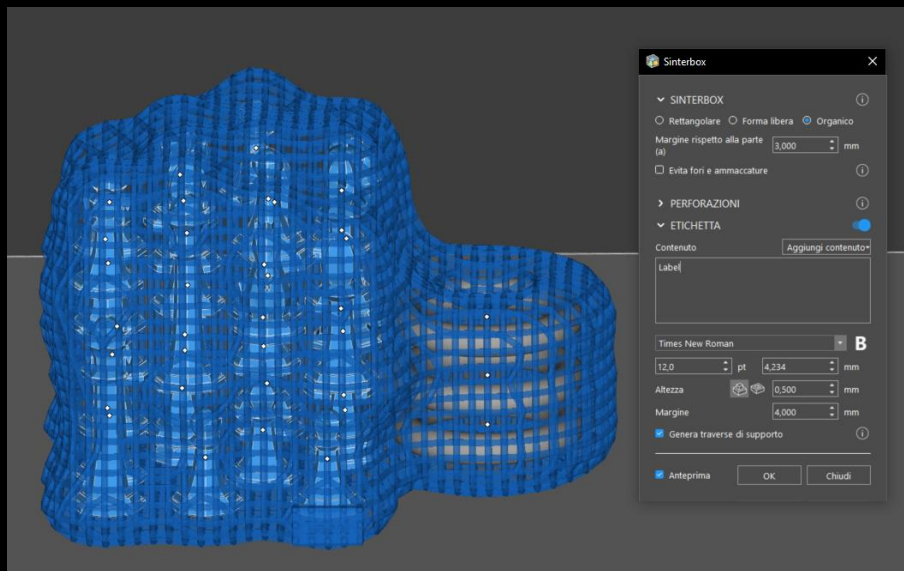 Sinterbox
SINTERBOX
Rettangolare Forma libera Organico
Margine rispetto alla parte
(a)
3,000 mm
Evita fori e ammaccature
PERFORAZIONI
ETICHETTA
Contenuto Aggiungi contenuto
Label
Times New Roman B
12,0 pt 4,234 mm
Altezza 0,500 mm
Margine 4,000 mm
Genera traverse di supporto
Anteprima OK Chiudi